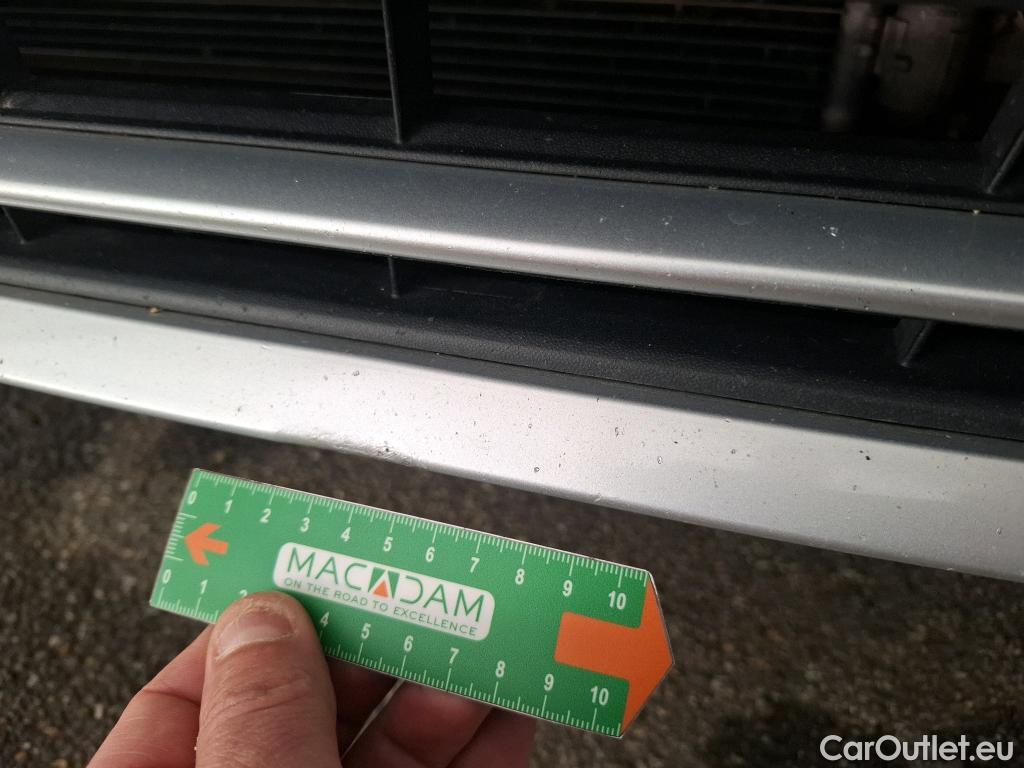 0 1 2 3 4 5 6 7 8 9 10
MACADAM
ON THE ROAD TO EXCELLENCE
0 1 2 4 5 6 7 8 9 10
CarOutlet.eu